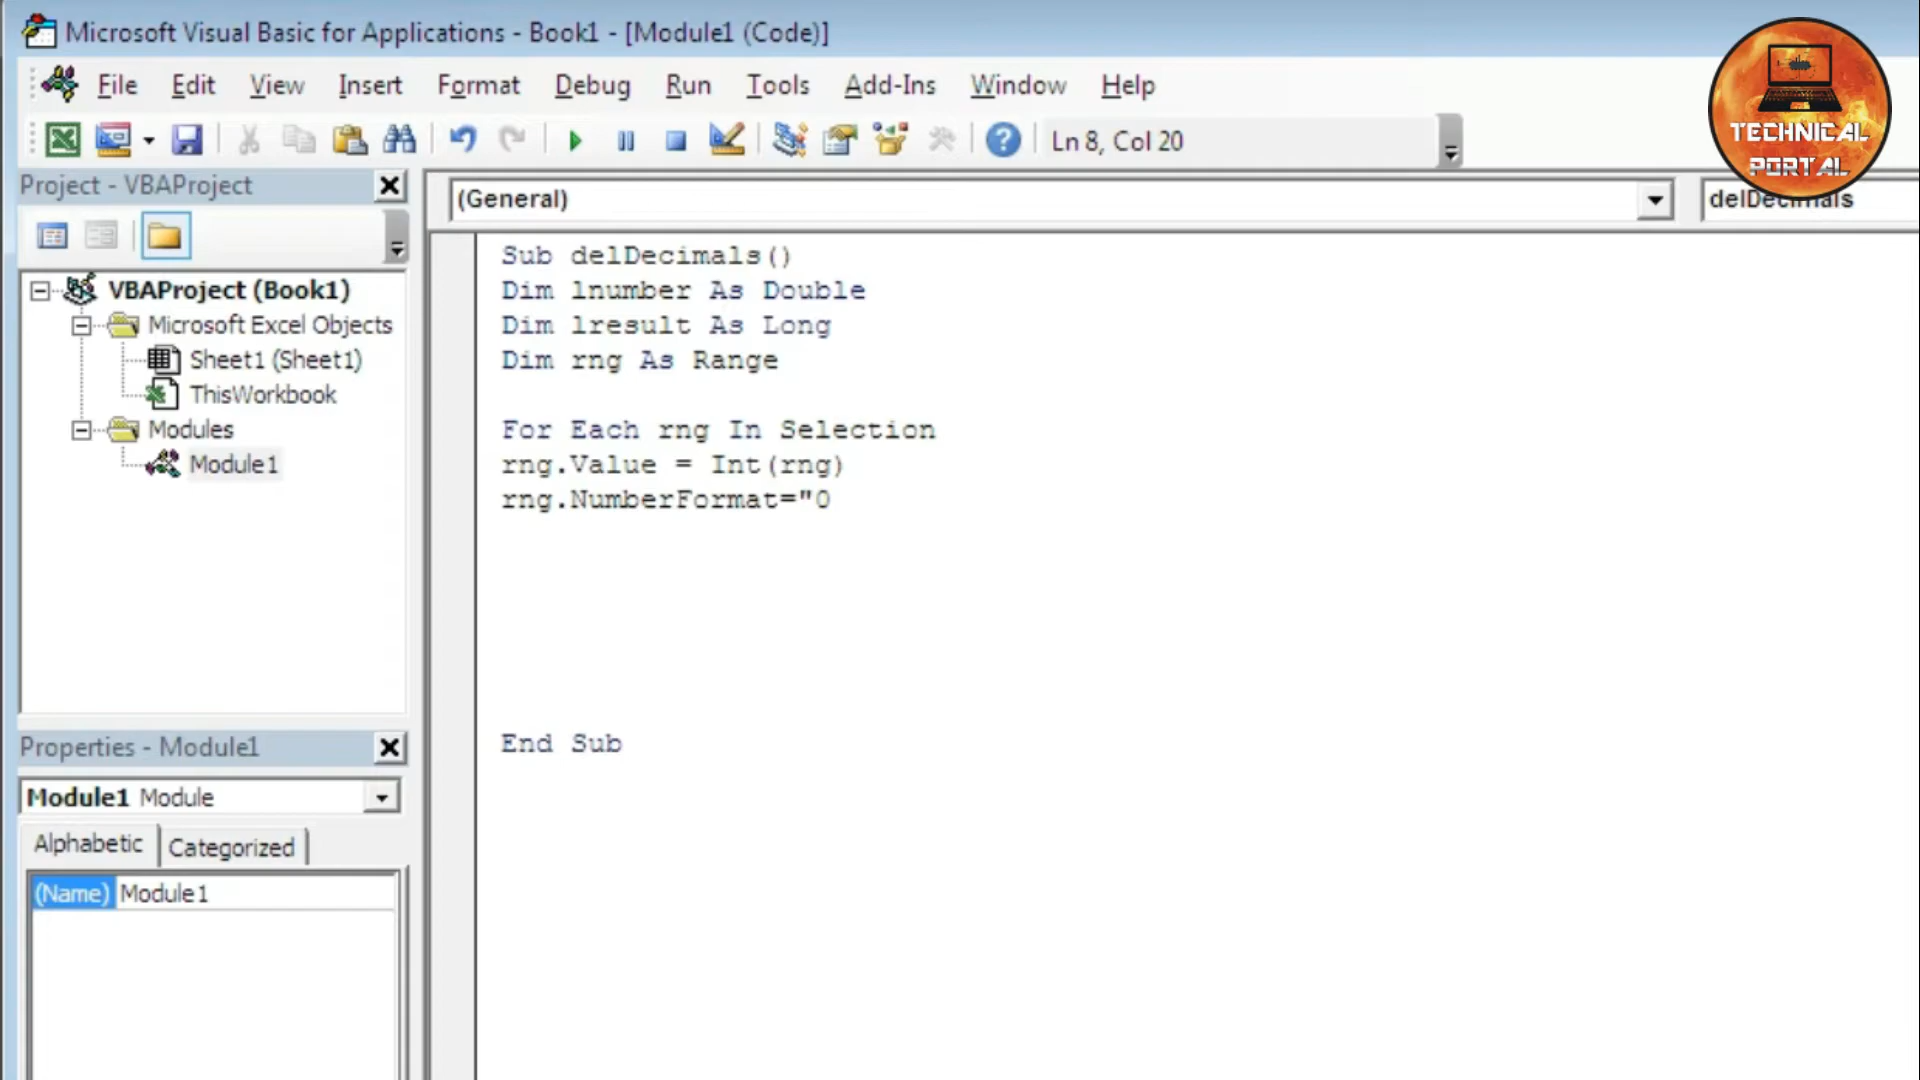 Microsoft Visual Basic for Applications - Book1 - [Module1 (Code)]
File Edit View Insert Format Debug Run Tools Add-Ins Window Help
Ln 8, Col 20
TECHNICAL
PORTAL
Project - VBAProject
(General)
delDecimals
VBAProject (Book1)
Microsoft Excel Objects
Sheet1 (Sheet1)
ThisWorkbook
Modules
Module1
Sub delDecimals()
Dim lnumber As Double
Dim lresult As Long
Dim rng As Range
For Each rng In Selection
rng.Value = Int(rng)
rng.NumberFormat="0
End Sub
Properties - Module1
Module1 Module
Alphabetic Categorized
(Name) Module1